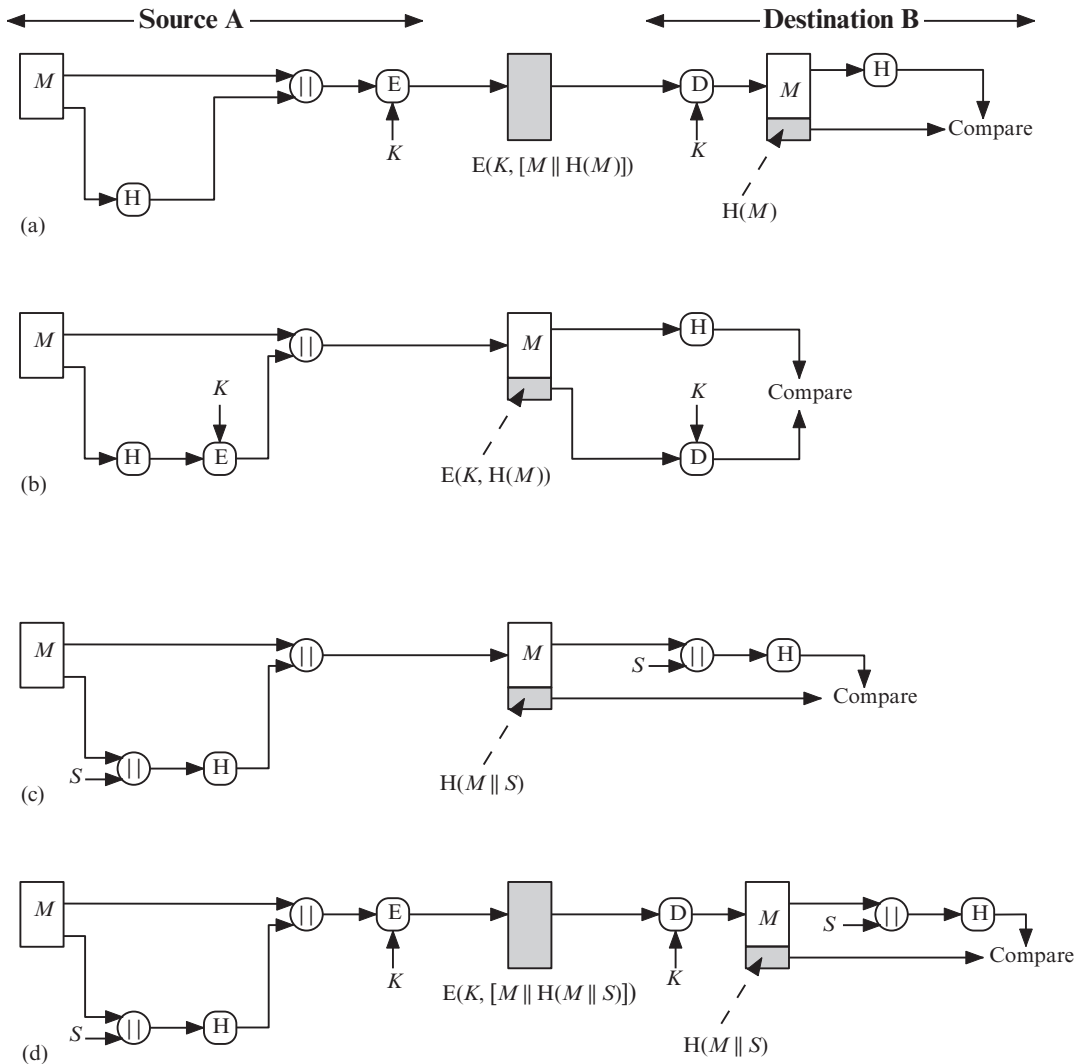 Source A
Destination B
M
||
E
D
M
H
K
K
Compare
E(K, [M || H(M)])
H
H(M)
(a)
M
||
M
H
K
K
Compare
H
E
D
E(K, H(M))
(b)
M
||
M
S
||
H
Compare
S
||
H
H(M || S)
(c)
M
||
E
D
M
S
||
H
K
K
Compare
E(K, [M || H(M || S)])
S
||
H
H(M || S)
(d)